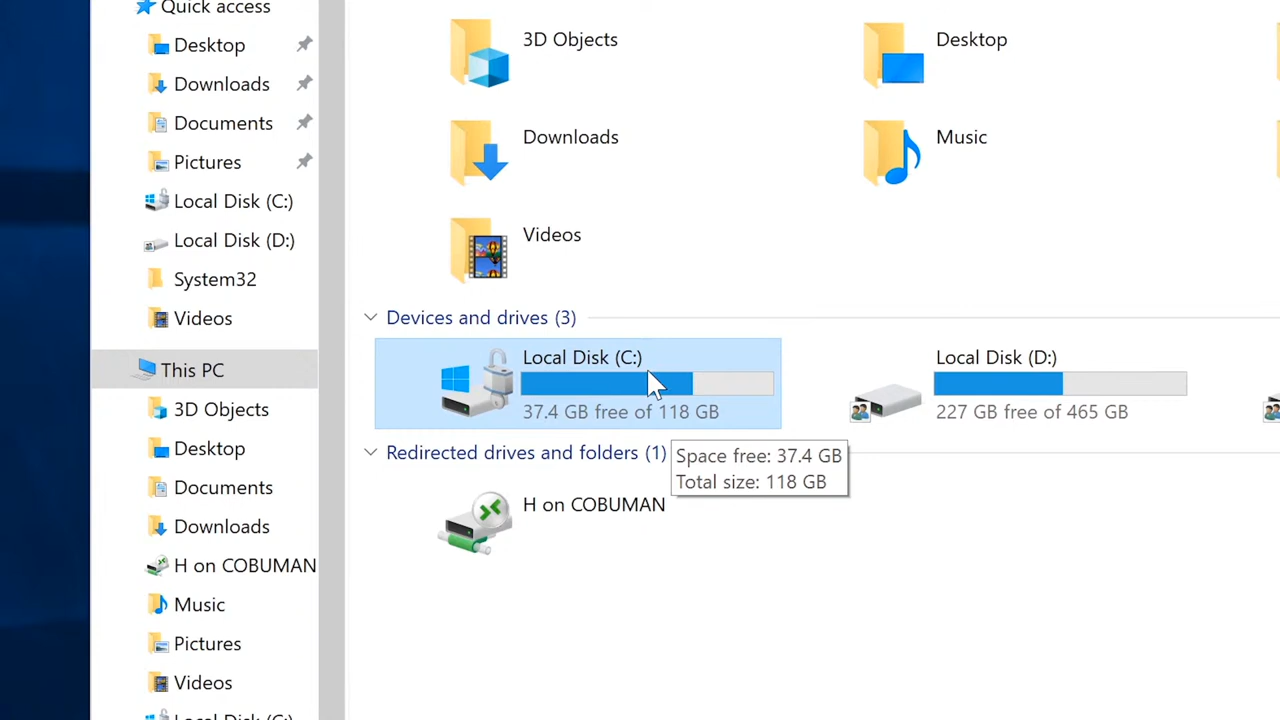 Quick access
Desktop
Downloads
Documents
Pictures
Local Disk (C:)
Local Disk (D:)
System32
Videos
This PC
3D Objects
Desktop
Documents
Downloads
H on COBUMAN
Music
Pictures
Videos
Local Disk (C:)
3D Objects
Desktop
Downloads
Music
Videos
Devices and drives (3)
Local Disk (C:)
37.4 GB free of 118 GB
Local Disk (D:)
227 GB free of 465 GB
Space free: 37.4 GB
Total size: 118 GB
Redirected drives and folders (1)
H on COBUMAN